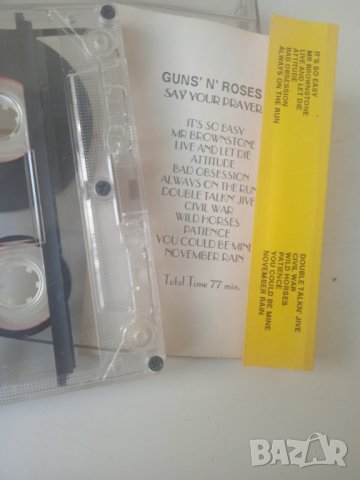 GUNS' N' ROSES
SAY YOUR PRAYER
IT'S SO EASY
MR BROWNSTONE
LIVE AND LET DIE
ATTITUDE
BAD OBSESSION
ALWAYS ON THE RUN
DOUBLE TALKN' JIVE
CIVIL WAR
WILD HORSES
PATIENCE
YOU COULD BE MINE
NOVEMBER RAIN
Total Time 77 min.
IT'S SO EASY
MR BROWNSTONE
LIVE AND LET DIE
ATTITUDE
BAD OBSESSION
ALWAYS ON THE RUN
DOUBLE TALKN' JIVE
CIVIL WAR
WILD HORSES
PATIENCE
YOU COULD BE MINE
NOVEMBER RAIN
BAZAR